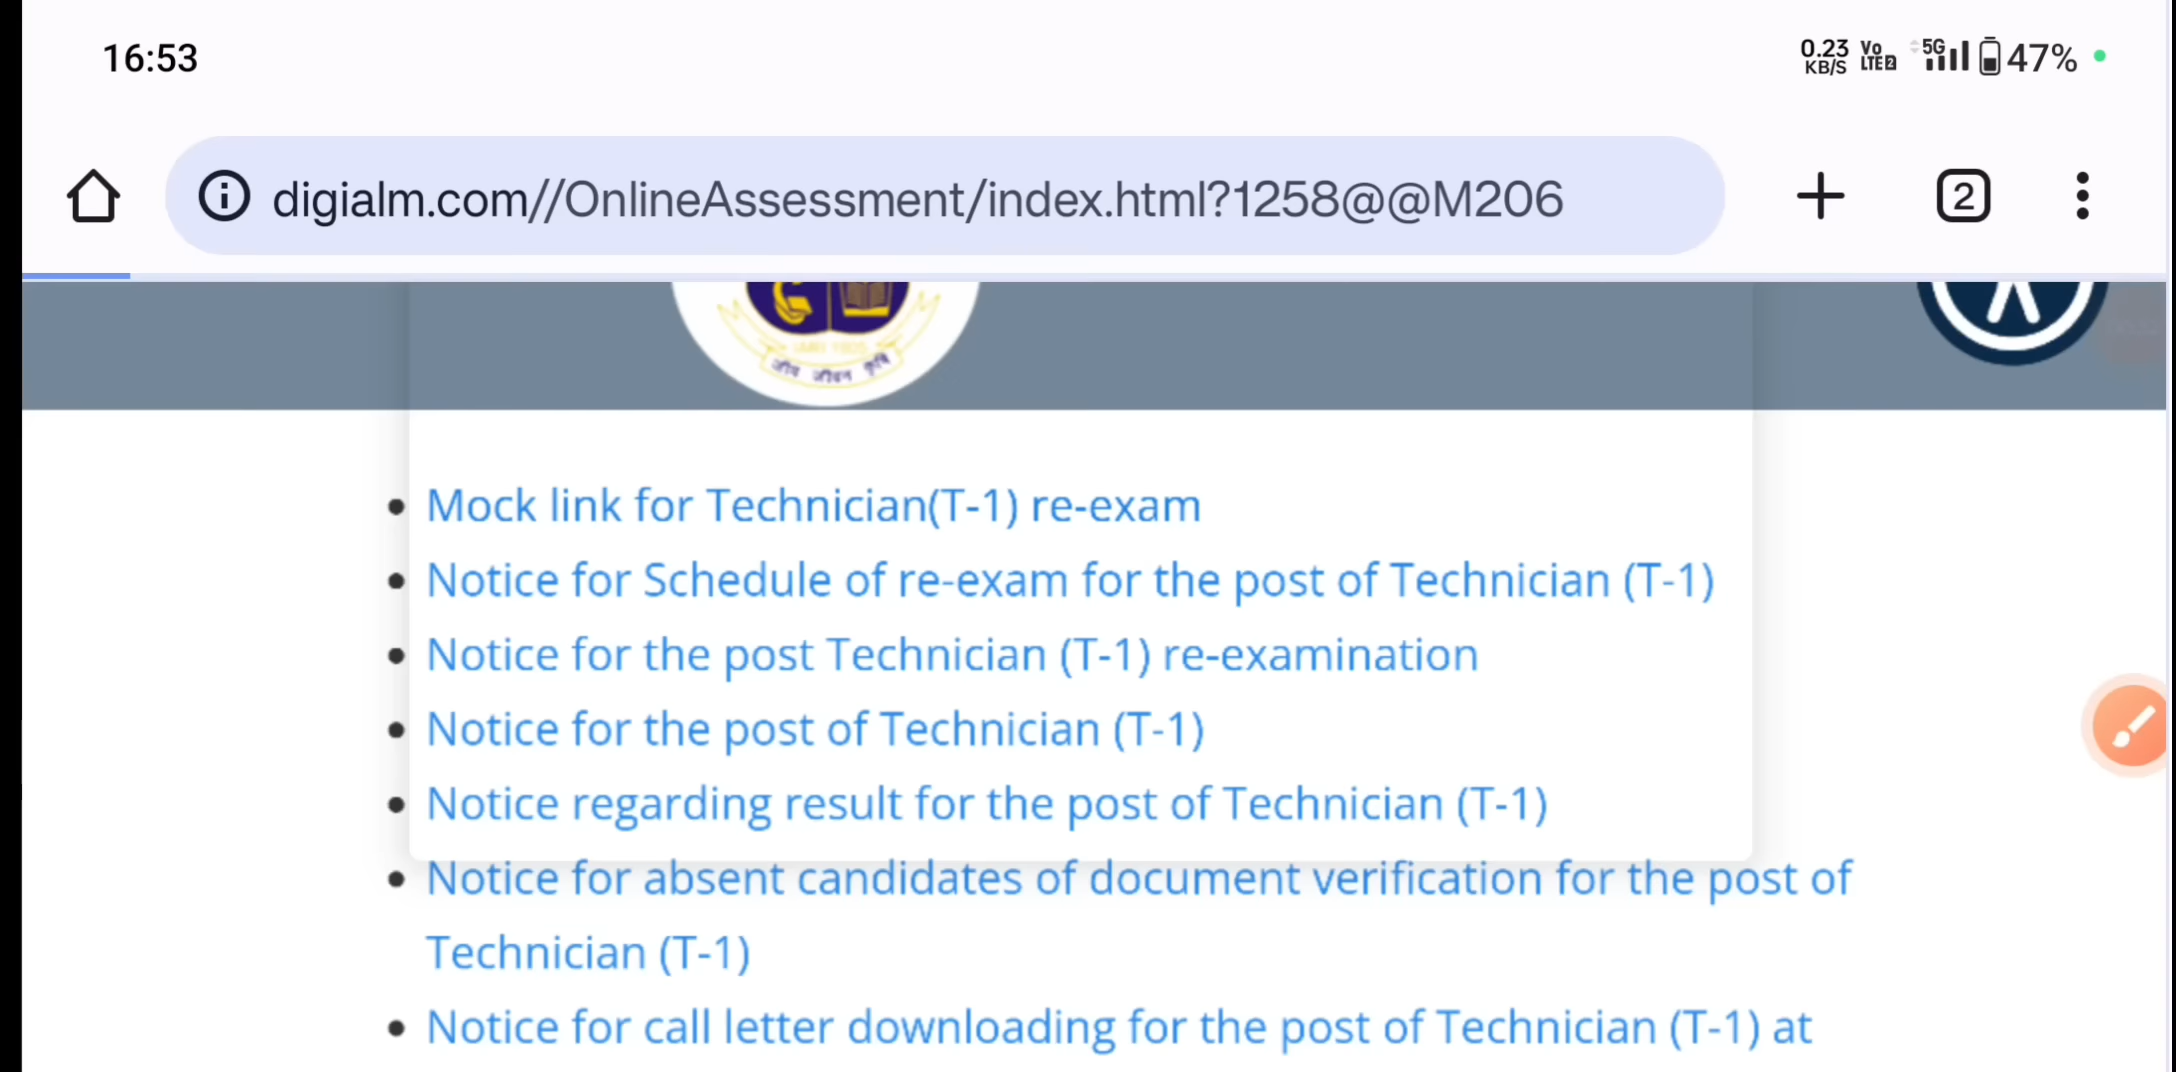 16:53
0.23 KB/S Vo LTE2 5G 47%
digialm.com//OnlineAssessment/index.html?1258@@M206
2
जीव जीवन कृषि
Mock link for Technician(T-1) re-exam
Notice for Schedule of re-exam for the post of Technician (T-1)
Notice for the post Technician (T-1) re-examination
Notice for the post of Technician (T-1)
Notice regarding result for the post of Technician (T-1)
Notice for absent candidates of document verification for the post of
Technician (T-1)
Notice for call letter downloading for the post of Technician (T-1) at